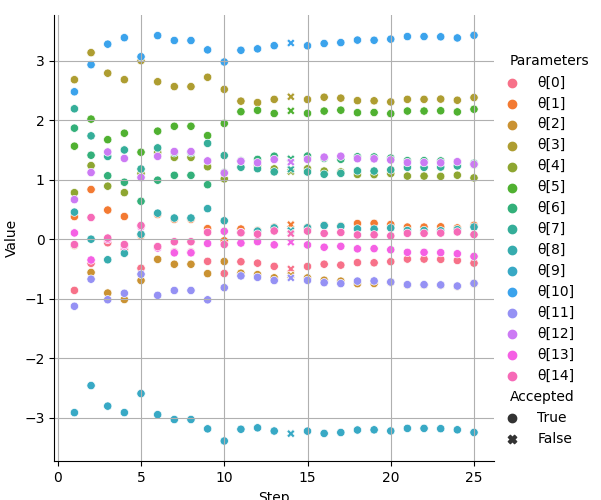 Parameters
θ[0]
θ[1]
θ[2]
θ[3]
θ[4]
θ[5]
θ[6]
θ[7]
θ[8]
θ[9]
θ[10]
θ[11]
θ[12]
θ[13]
θ[14]
Accepted
True
False
Value
3
2
1
0
−1
−2
−3
0 5 10 15 20 25
Step